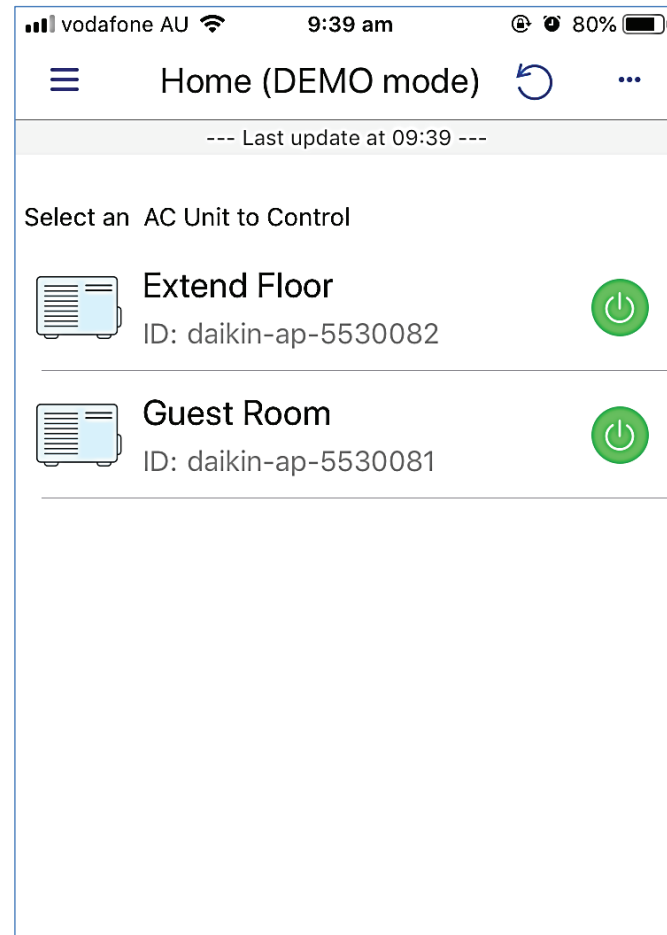 vodafone AU 9:39 am 80%
Home (DEMO mode)
--- Last update at 09:39 ---
Select an AC Unit to Control
Extend Floor
ID: daikin-ap-5530082
Guest Room
ID: daikin-ap-5530081